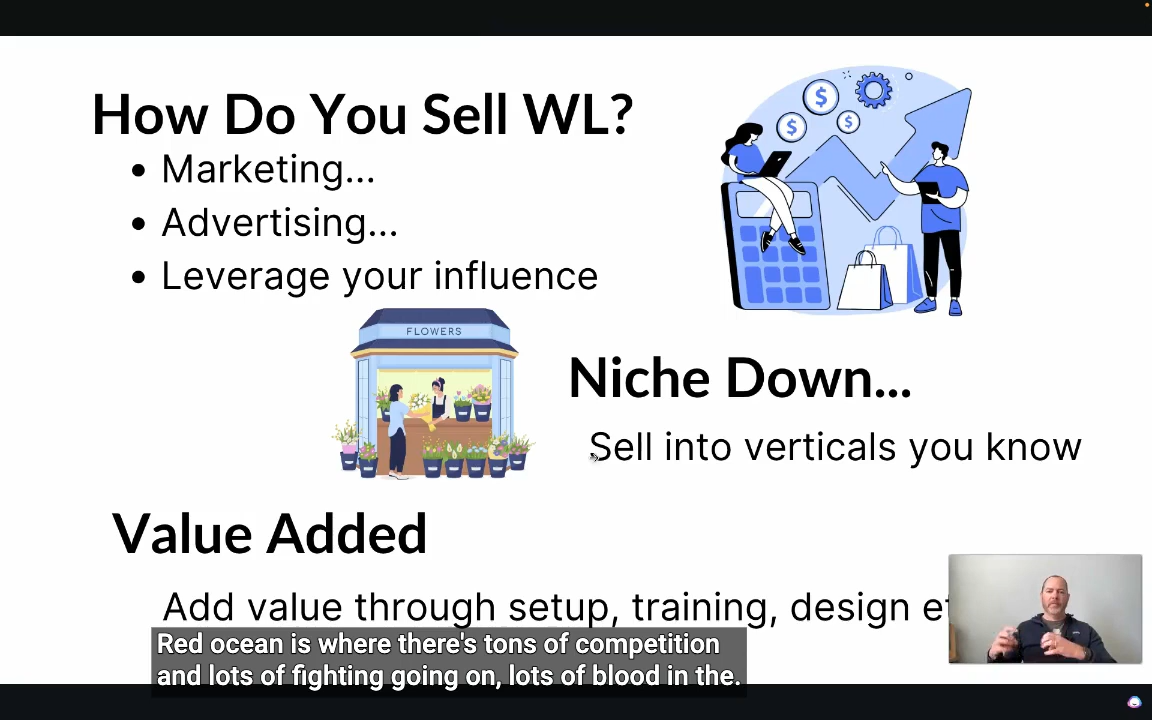 How Do You Sell WL?
• Marketing...
• Advertising...
• Leverage your influence
FLOWERS
Niche Down...
Sell into verticals you know
Value Added
Add value through setup, training, design
Red ocean is where there's tons of competition
and lots of fighting going on, lots of blood in the.